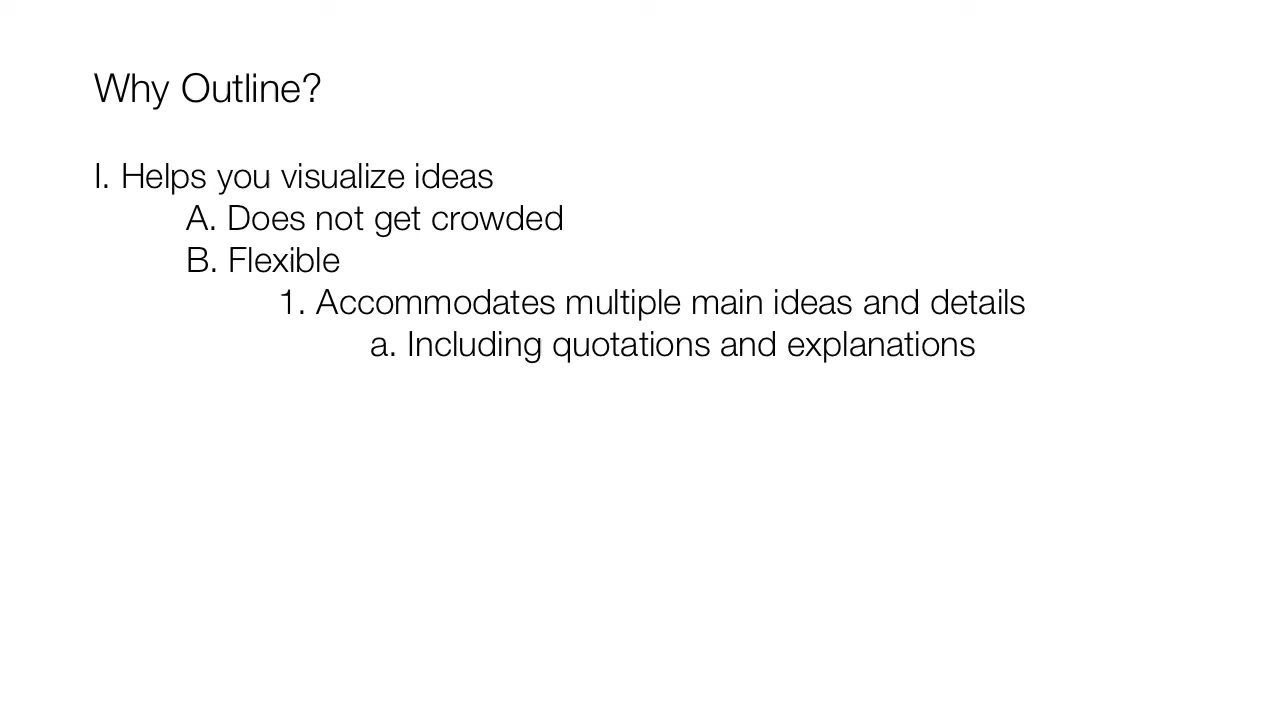 Why Outline?
I. Helps you visualize ideas
A. Does not get crowded
B. Flexible
1. Accommodates multiple main ideas and details
a. Including quotations and explanations